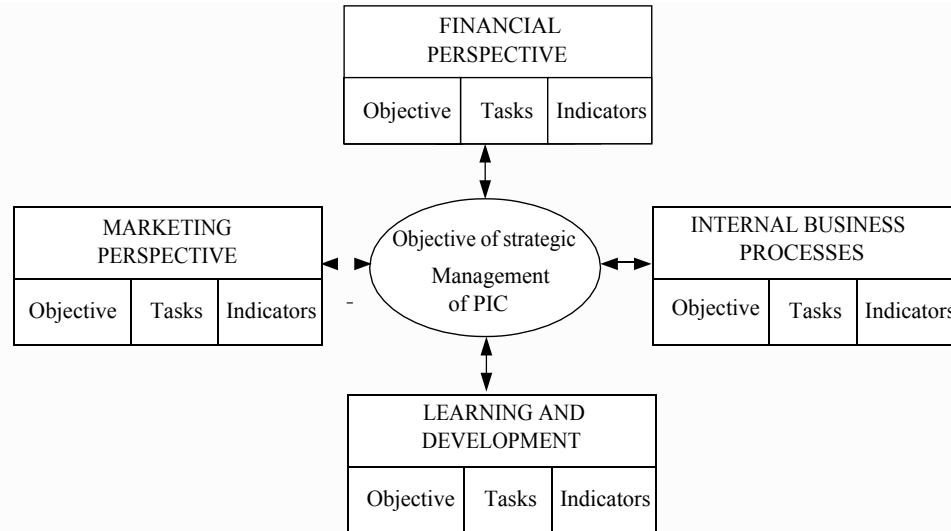 FINANCIAL
PERSPECTIVE
Objective Tasks Indicators
MARKETING
PERSPECTIVE
Objective Tasks Indicators
Objective of strategic
Management
of PIC
INTERNAL BUSINESS
PROCESSES
Objective Tasks Indicators
LEARNING AND
DEVELOPMENT
Objective Tasks Indicators